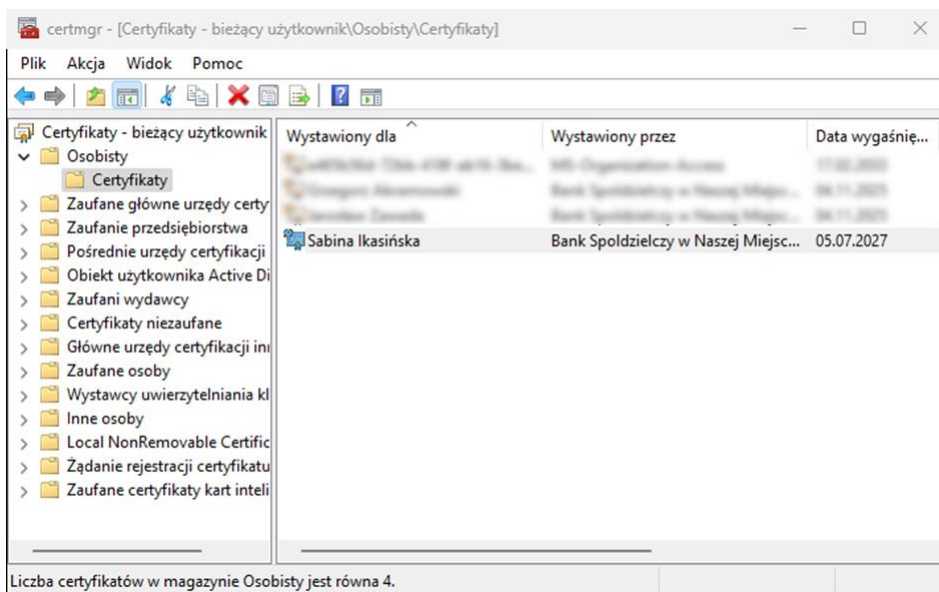 certmgr - [Certyfikaty - bieżący użytkownik\Osobisty\Certyfikaty]
Plik Akcja Widok Pomoc
Certyfikaty - bieżący użytkownik
Osobisty
Certyfikaty
Zaufane główne urzędy certy
Zaufanie przedsiębiorstwa
Pośrednie urzędy certyfikacji
Obiekt użytkownika Active Di
Zaufani wydawcy
Certyfikaty niezaufane
Główne urzędy certyfikacji inn
Zaufane osoby
Wystawcy uwierzytelniania kl
Inne osoby
Local NonRemovable Certific
Żądanie rejestracji certyfikatu
Zaufane certyfikaty kart inteli
Wystawiony dla Wystawiony przez Data wygaśnię...
Sabina Ikasińska Bank Spoldzielczy w Naszej Miejsc... 05.07.2027
Liczba certyfikatów w magazynie Osobisty jest równa 4.